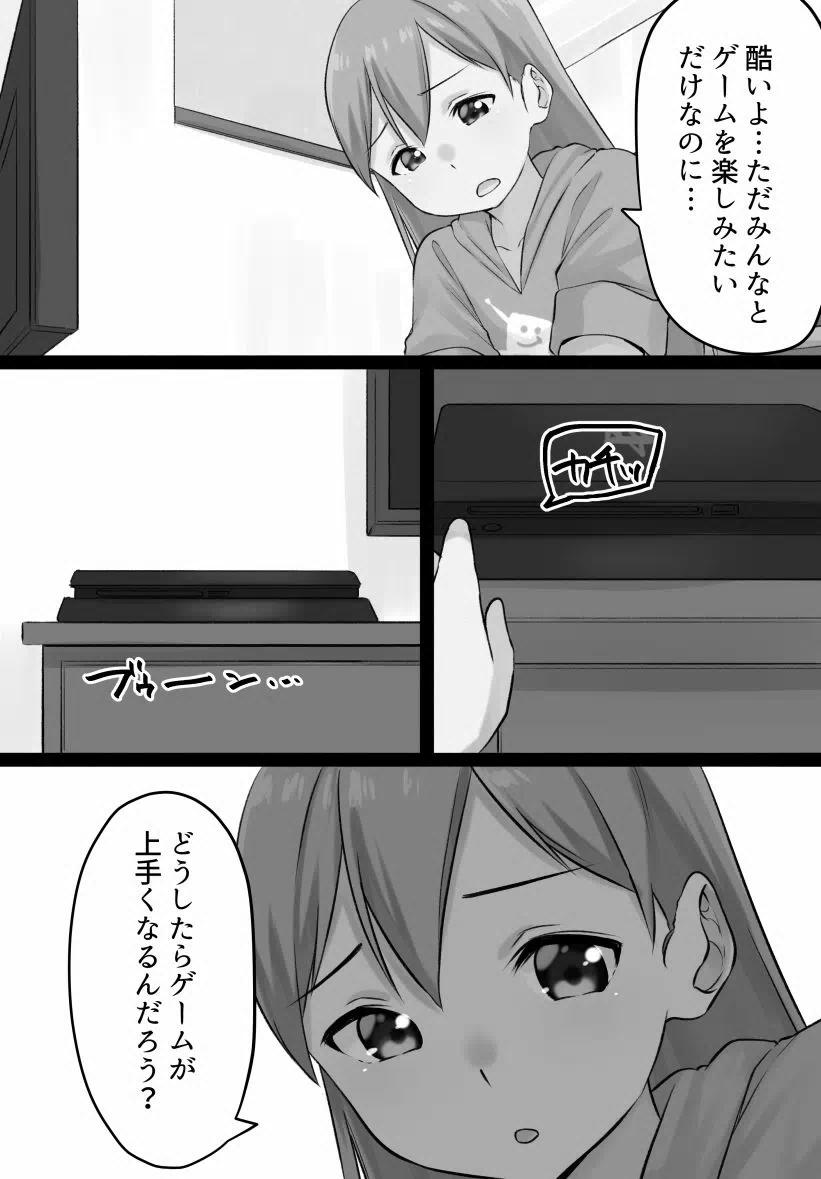 酷いよ…ただみんなと
ゲームを楽しみたい
だけなのに…
カチッ
ブゥーン…
どうしたらゲームが
上手くなるんだろう？